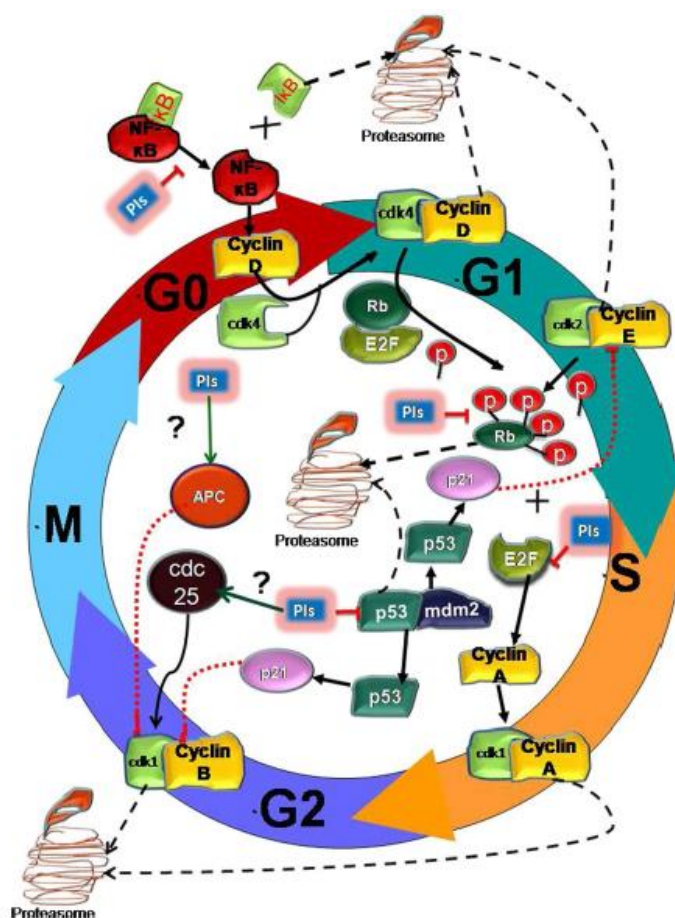 κB
NF-
κB
IκB
Proteasome
NF-
κB
PIs
Cyclin
D
cdk4
Cyclin
D
G0
G1
cdk4
Rb
E2F
p
cdk2
Cyclin
E
PIs
?
PIs
p
p
p
p
p
Rb
APC
Proteasome
p21
+
p53
E2F
PIs
S
M
cdc
25
?
PIs
p53
mdm2
p21
p53
Cyclin
A
cdk1
Cyclin
B
cdk1
Cyclin
A
G2
Proteasome